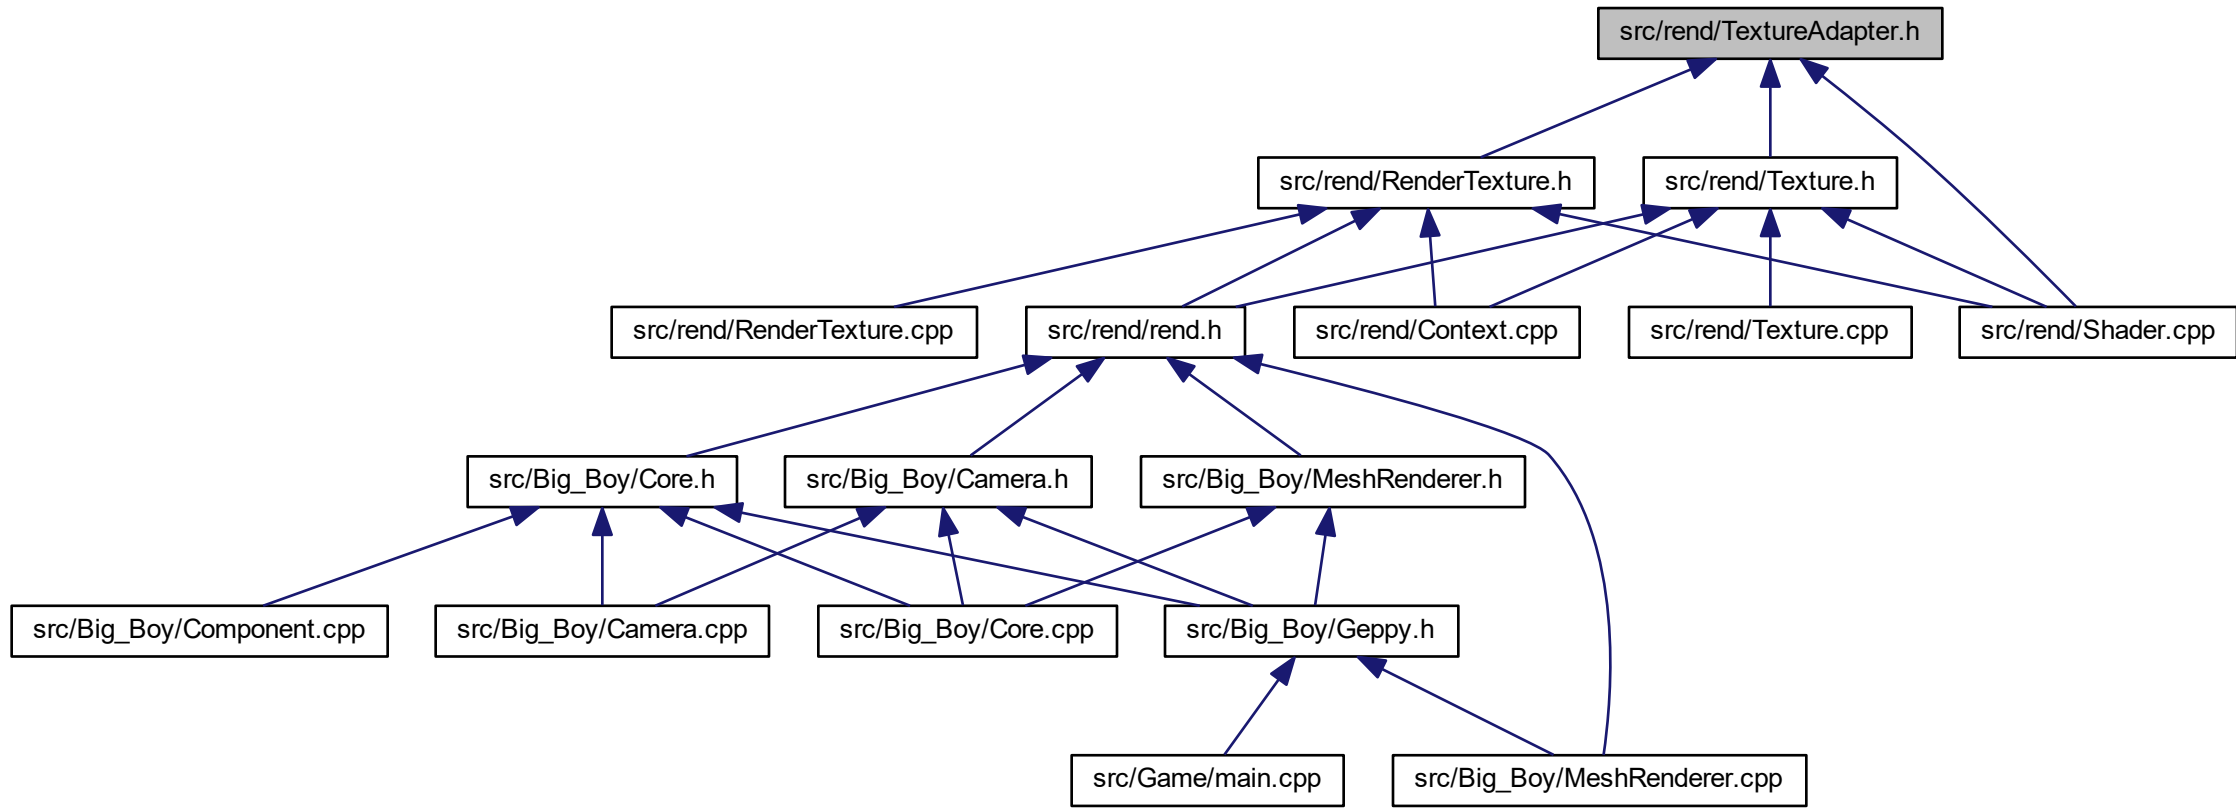 src/rend/TextureAdapter.h
src/rend/RenderTexture.h
src/rend/Texture.h
src/rend/RenderTexture.cpp
src/rend/rend.h
src/rend/Context.cpp
src/rend/Texture.cpp
src/rend/Shader.cpp
src/Big_Boy/Core.h
src/Big_Boy/Camera.h
src/Big_Boy/MeshRenderer.h
src/Big_Boy/Component.cpp
src/Big_Boy/Camera.cpp
src/Big_Boy/Core.cpp
src/Big_Boy/Geppy.h
src/Game/main.cpp
src/Big_Boy/MeshRenderer.cpp